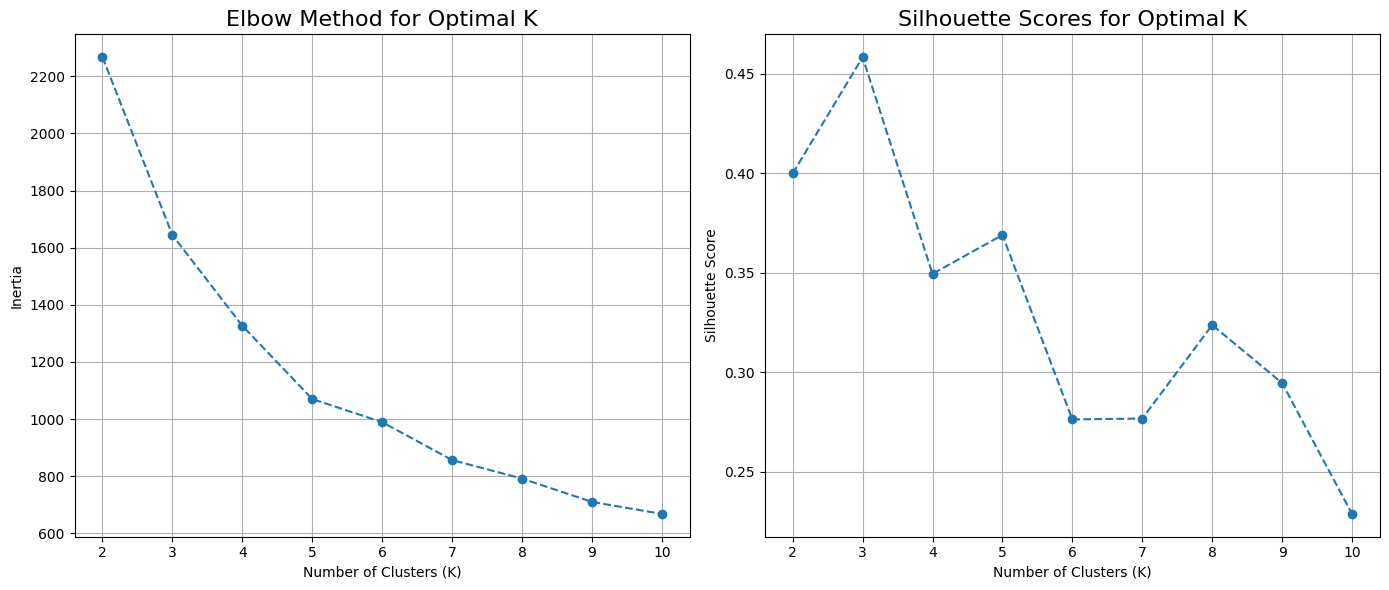 Elbow Method for Optimal K
2200
2000
1800
1600
1400
1200
1000
800
600
Inertia
2 3 4 5 6 7 8 9 10
Number of Clusters (K)
Silhouette Scores for Optimal K
0.45
0.40
0.35
0.30
0.25
Silhouette Score
2 3 4 5 6 7 8 9 10
Number of Clusters (K)